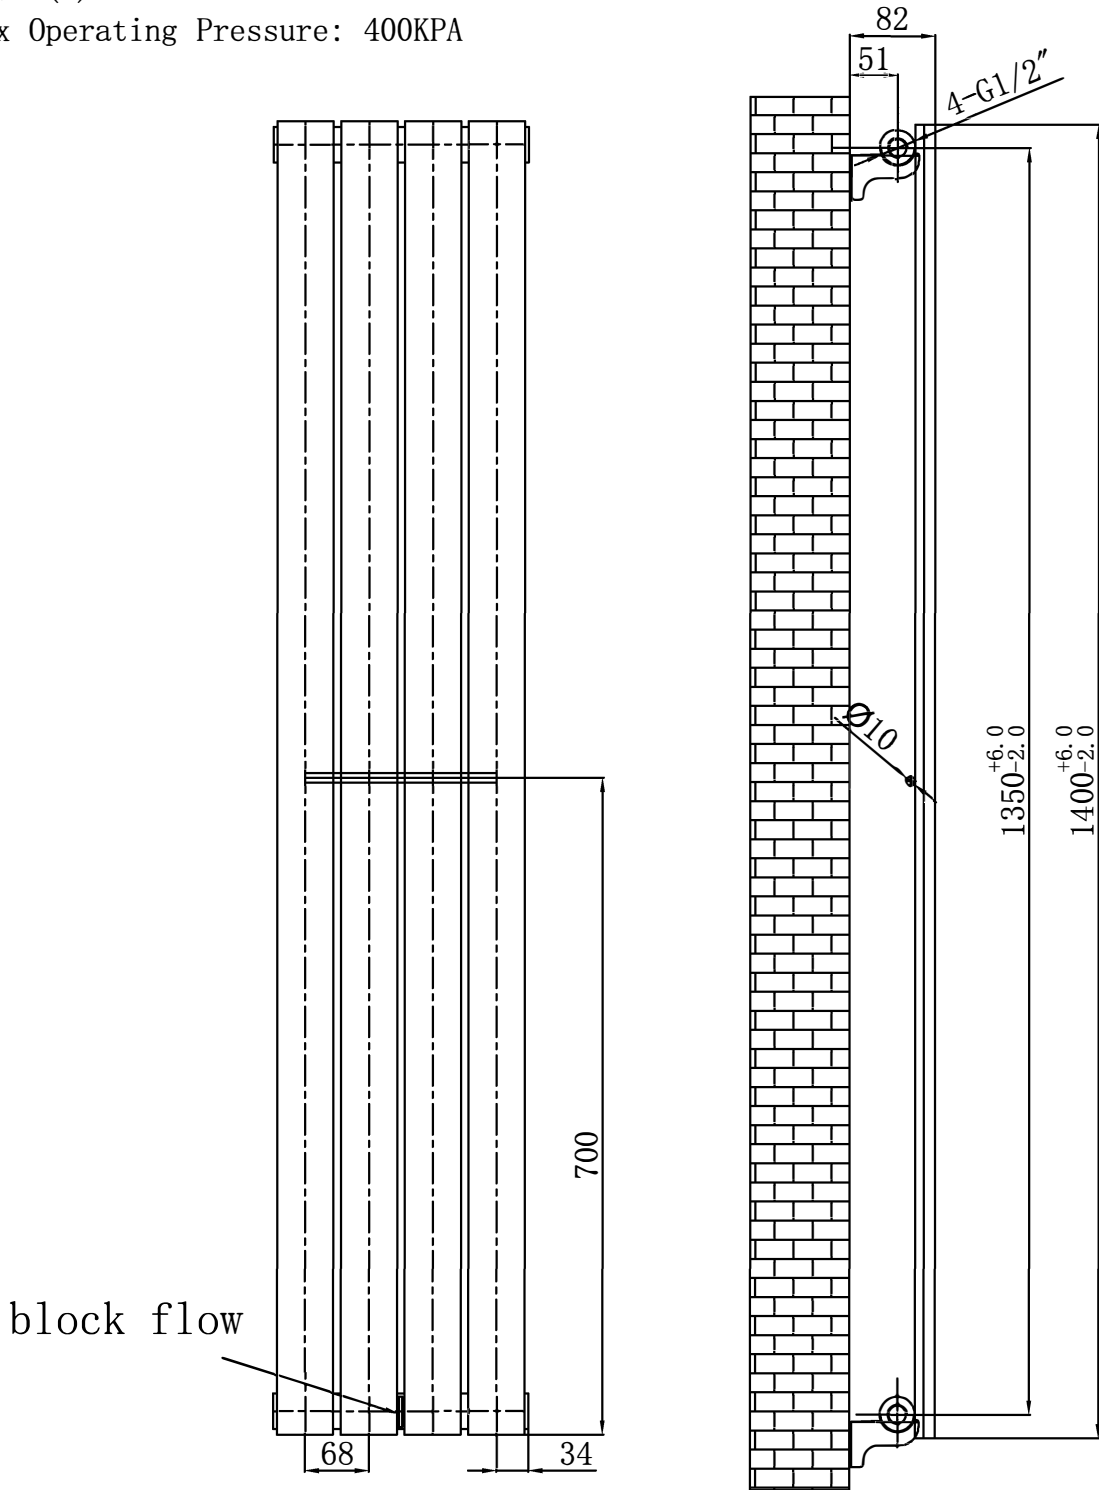 x Operating Pressure: 400KPA
82
51
4-G1/2"
Ø10
1350 +6.0 -2.0
1400 +6.0 -2.0
700
block flow
68
34